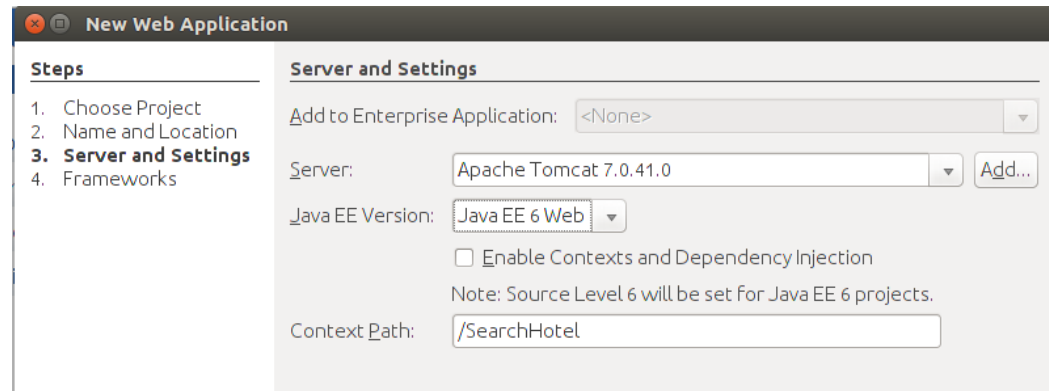 New Web Application
Steps
1. Choose Project
2. Name and Location
3. Server and Settings
4. Frameworks
Server and Settings
Add to Enterprise Application: <None>
Server: Apache Tomcat 7.0.41.0 Add...
Java EE Version: Java EE 6 Web
Enable Contexts and Dependency Injection
Note: Source Level 6 will be set for Java EE 6 projects.
Context Path: /SearchHotel